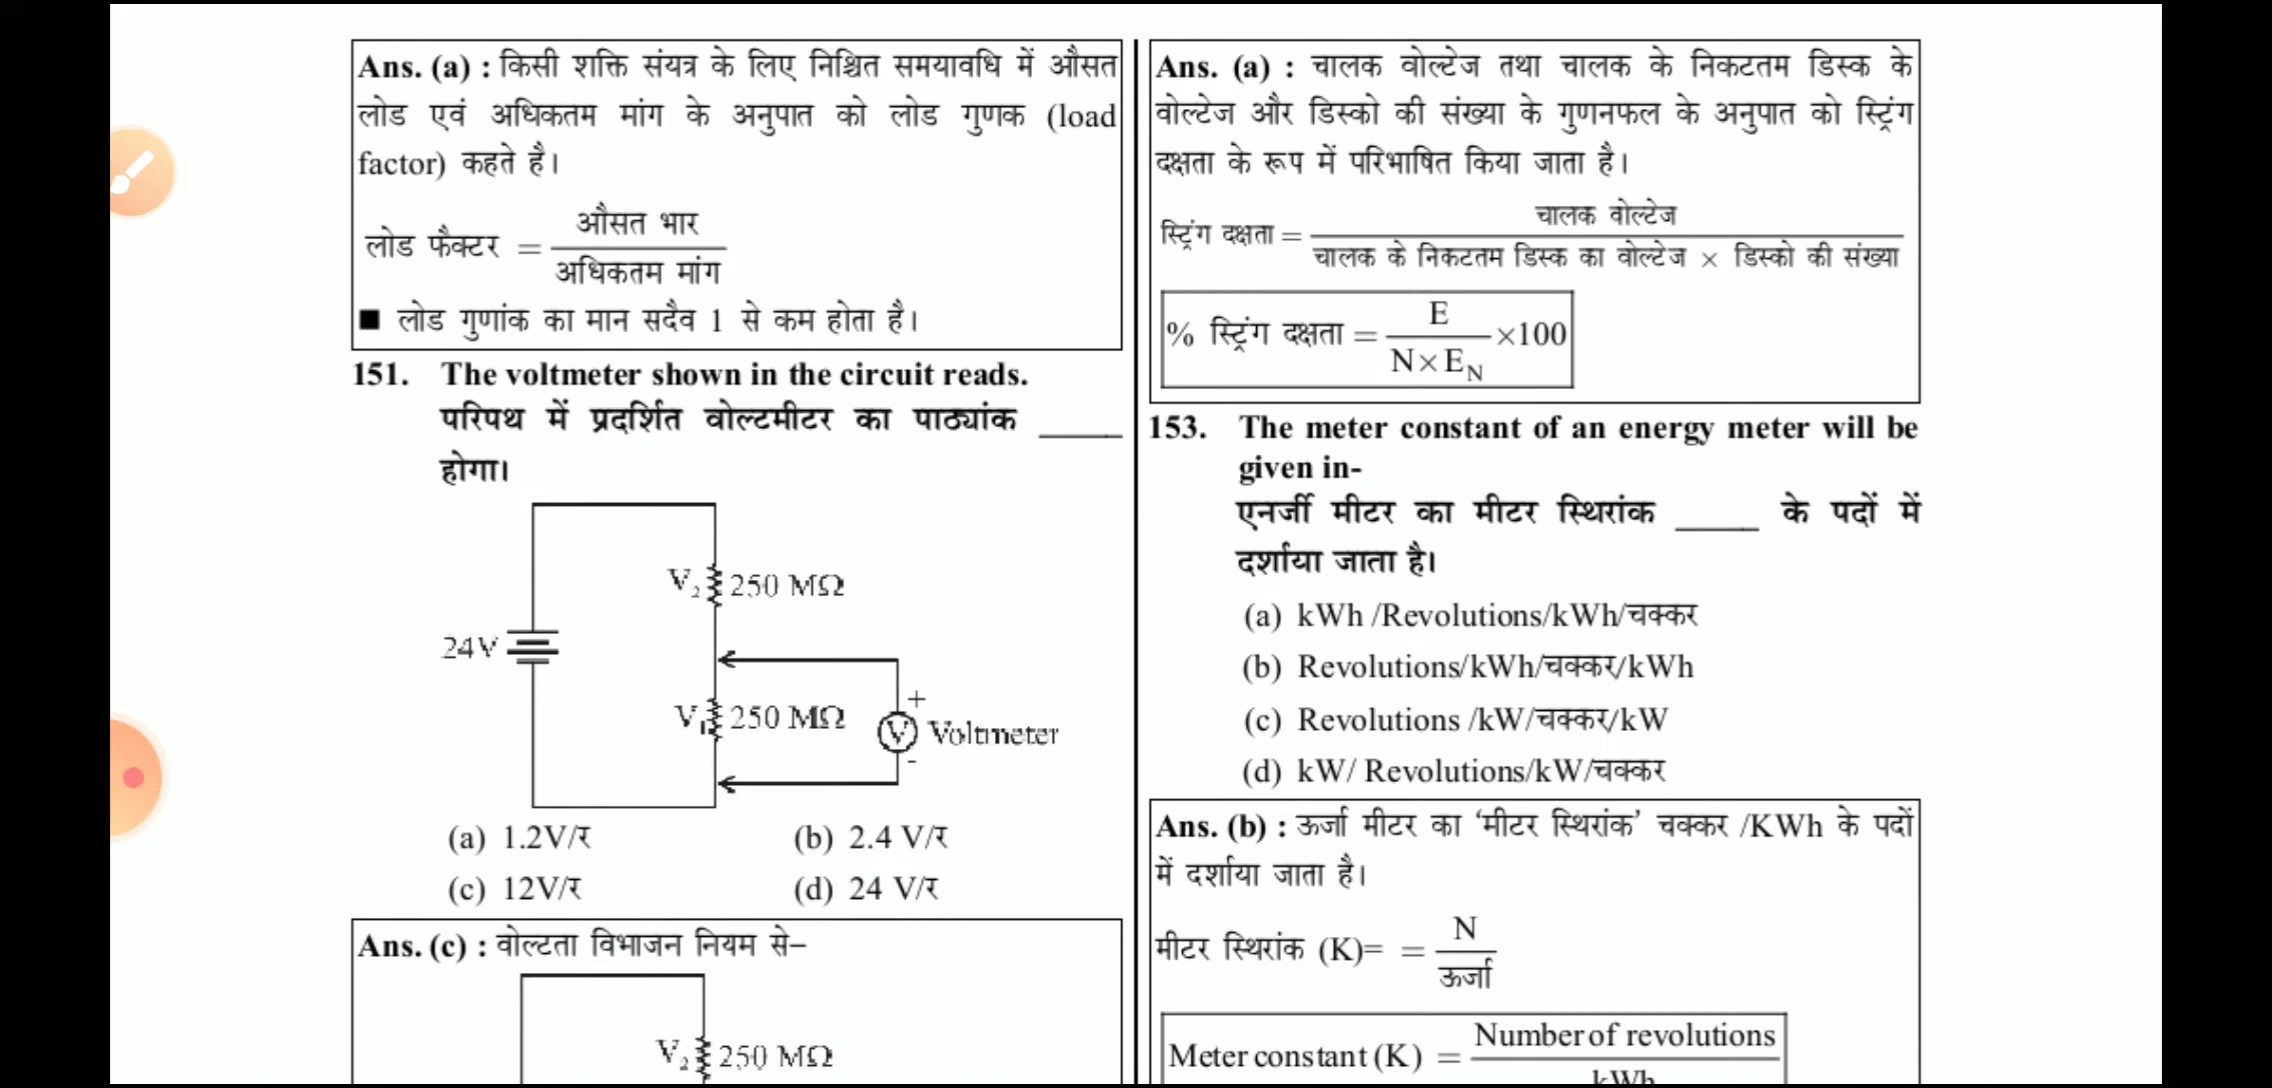 Ans. (a) : किसी शक्ति संयत्र के लिए निश्चित समयावधि में औसत
लोड एवं अधिकतम मांग के अनुपात को लोड गुणक (load
factor) कहते है।
लोड फैक्टर = औसत भार / अधिकतम मांग
■ लोड गुणांक का मान सदैव 1 से कम होता है।
151. The voltmeter shown in the circuit reads.
परिपथ में प्रदर्शित वोल्टमीटर का पाठ्यांक _____
होगा।
V₂ 250 MΩ
24V
V₁ 250 MΩ
+
V Voltmeter
-
(a) 1.2V/र (b) 2.4 V/र
(c) 12V/र (d) 24 V/र
Ans. (c) : वोल्टता विभाजन नियम से–
V₂ 250 MΩ
Ans. (a) : चालक वोल्टेज तथा चालक के निकटतम डिस्क के
वोल्टेज और डिस्को की संख्या के गुणनफल के अनुपात को स्ट्रिंग
दक्षता के रूप में परिभाषित किया जाता है।
स्ट्रिंग दक्षता = चालक वोल्टेज / चालक के निकटतम डिस्क का वोल्टेज × डिस्को की संख्या
% स्ट्रिंग दक्षता = E / N×E_N ×100
153. The meter constant of an energy meter will be
given in-
एनर्जी मीटर का मीटर स्थिरांक _____ के पदों में
दर्शाया जाता है।
(a) kWh /Revolutions/kWh/चक्कर
(b) Revolutions/kWh/चक्कर/kWh
(c) Revolutions /kW/चक्कर/kW
(d) kW/ Revolutions/kW/चक्कर
Ans. (b) : ऊर्जा मीटर का ‘मीटर स्थिरांक’ चक्कर /KWh के पदों
में दर्शाया जाता है।
मीटर स्थिरांक (K)= = N / ऊर्जा
Meter constant (K) = Number of revolutions / kWh